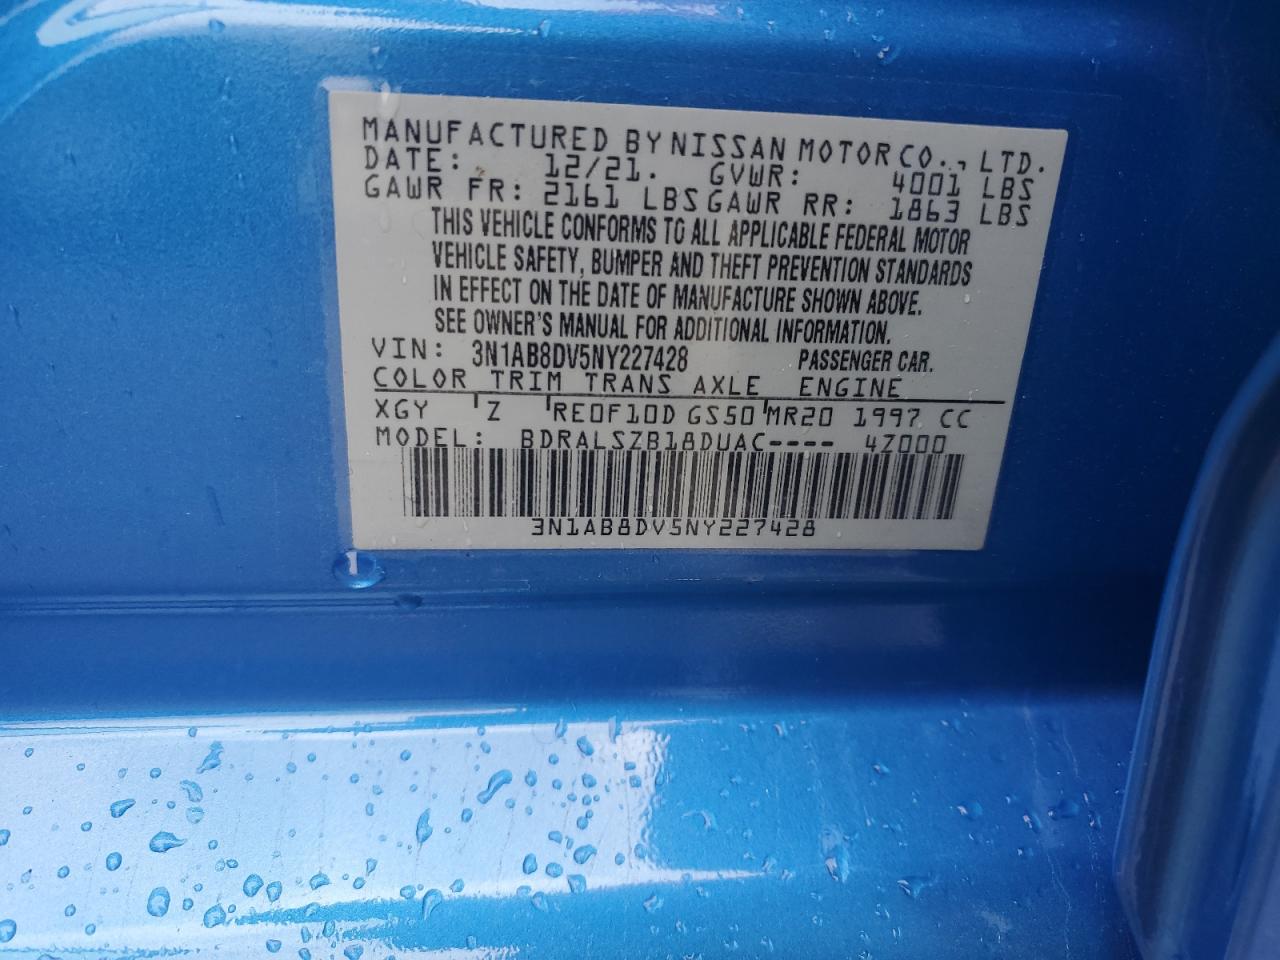 MANUFACTURED BY NISSAN MOTOR CO., LTD.
DATE: 12/21. GVWR: 4001 LBS
GAWR FR: 2161 LBS GAWR RR: 1863 LBS
THIS VEHICLE CONFORMS TO ALL APPLICABLE FEDERAL MOTOR
VEHICLE SAFETY, BUMPER AND THEFT PREVENTION STANDARDS
IN EFFECT ON THE DATE OF MANUFACTURE SHOWN ABOVE.
SEE OWNER'S MANUAL FOR ADDITIONAL INFORMATION.
VIN: 3N1AB8DV5NY227428 PASSENGER CAR.
COLOR TRIM TRANS AXLE ENGINE
XGY Z RE0F10D GS50 MR20 1997 CC
MODEL: BDRALSZB18DUAC---- 4Z000
3N1AB8DV5NY227428